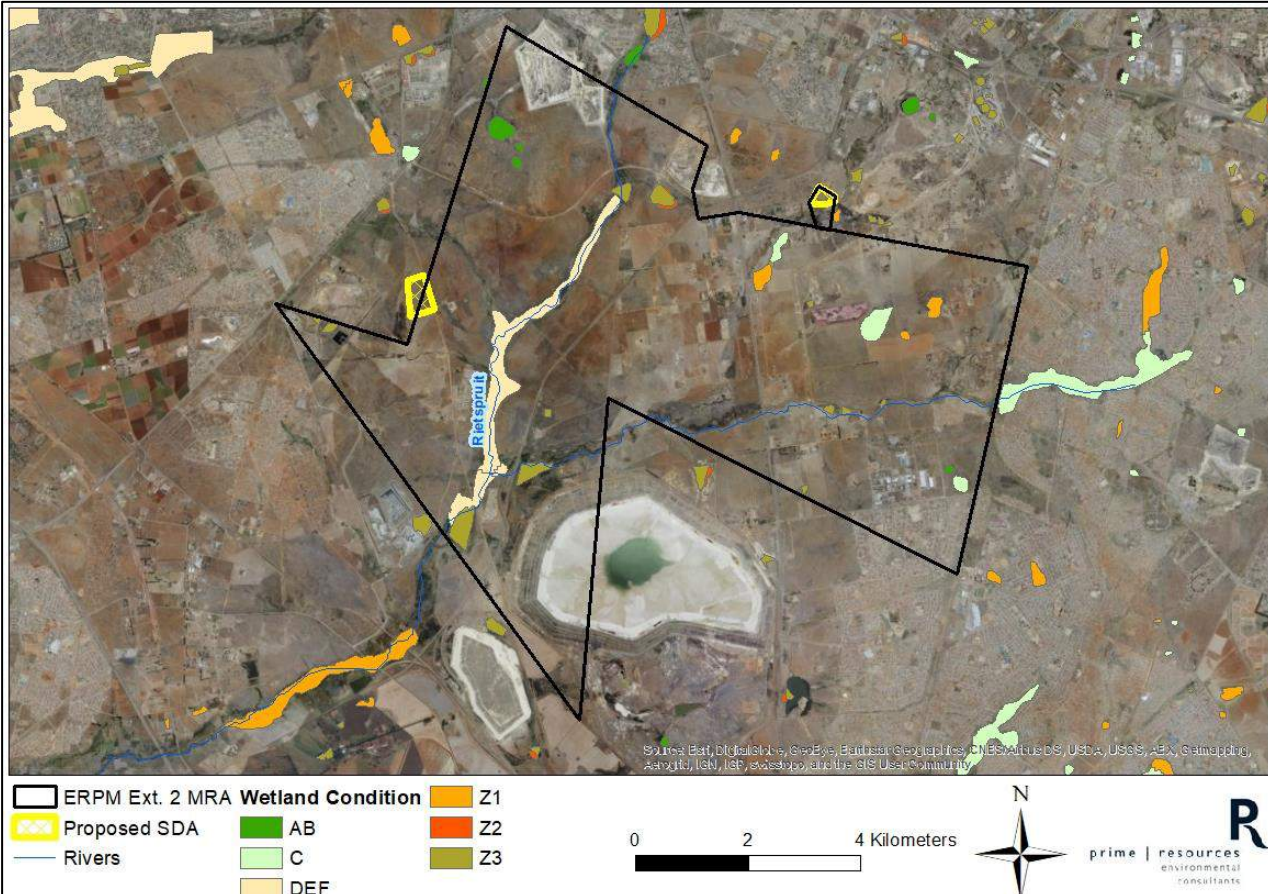 Rietspruit
Source: Esri, DigitalGlobe, GeoEye, Earthstar Geographics, CNES/Airbus DS, USDA, USGS, AEX, Getmapping,
Aerogrid, IGN, IGP, swisstopo, and the GIS User Community
ERPM Ext. 2 MRA
Proposed SDA
Rivers
Wetland Condition
AB
C
DEF
Z1
Z2
Z3
0 2 4 Kilometers
N
R
prime | resources
environmental
consultants